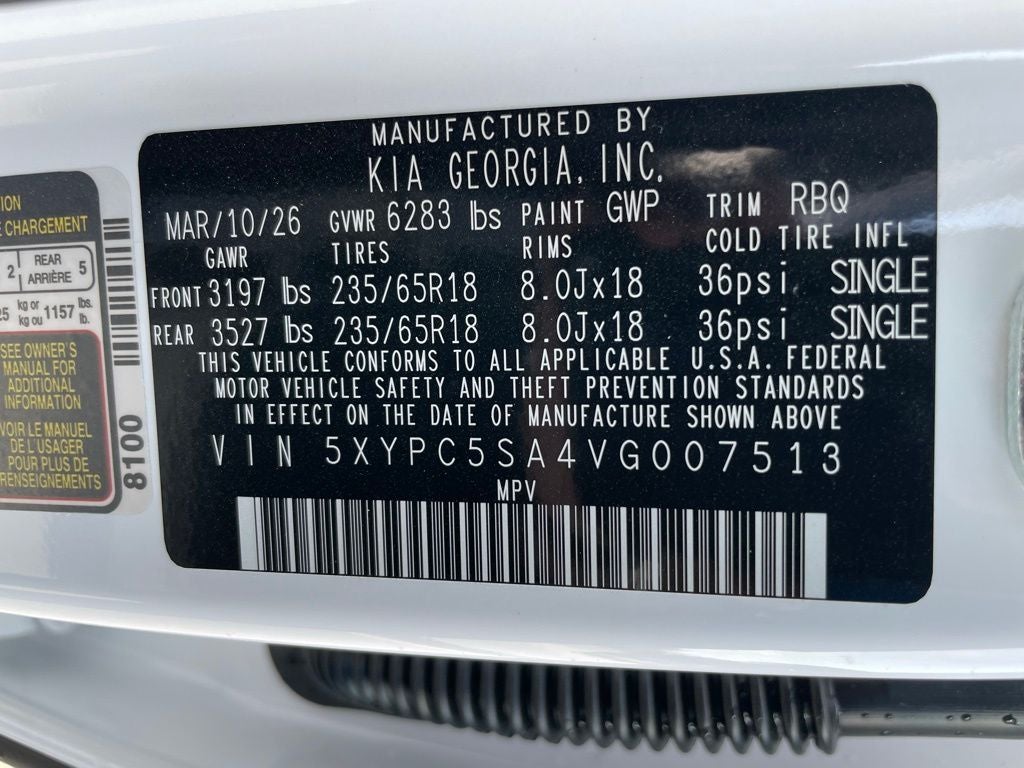 MANUFACTURED BY
KIA GEORGIA, INC.
MAR/10/26 GVWR 6283 lbs PAINT GWP TRIM RBQ
GAWR TIRES RIMS COLD TIRE INFL
FRONT 3197 lbs 235/65R18 8.0Jx18 36psi SINGLE
REAR 3527 lbs 235/65R18 8.0Jx18 36psi SINGLE
THIS VEHICLE CONFORMS TO ALL APPLICABLE U.S.A. FEDERAL
MOTOR VEHICLE SAFETY AND THEFT PREVENTION STANDARDS
IN EFFECT ON THE DATE OF MANUFACTURE SHOWN ABOVE
VIN 5XYPC5SA4VG007513
MPV
CHARGEMENT
2 REAR ARRIÈRE 5
kg or kg ou 1157 lbs. lb.
SEE OWNER'S
MANUAL FOR
ADDITIONAL
INFORMATION
VOIR LE MANUEL
DE L'USAGER
POUR PLUS DE
RENSEIGNEMENTS
8100